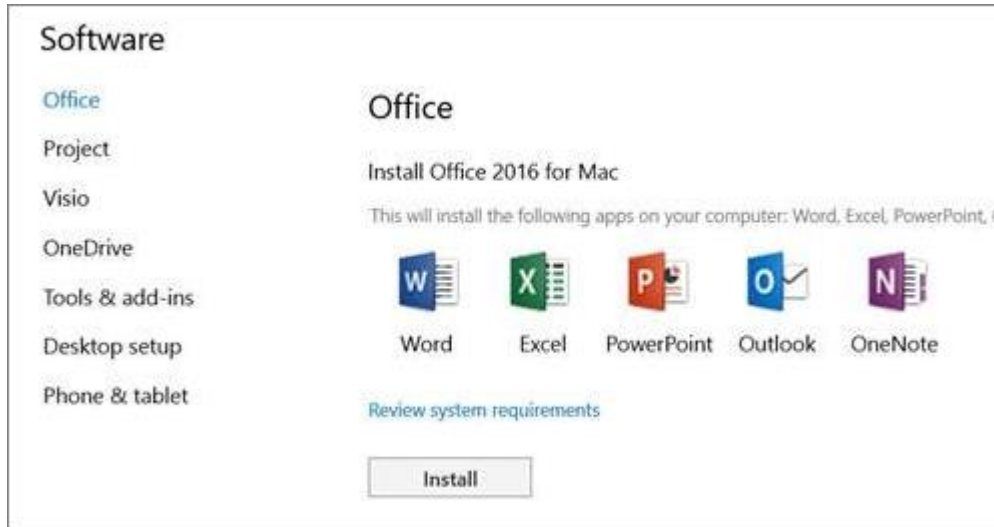 Software
Office
Project
Visio
OneDrive
Tools & add-ins
Desktop setup
Phone & tablet
Office
Install Office 2016 for Mac
This will install the following apps on your computer: Word, Excel, PowerPoint,
W X P O N
Word Excel PowerPoint Outlook OneNote
Review system requirements
Install